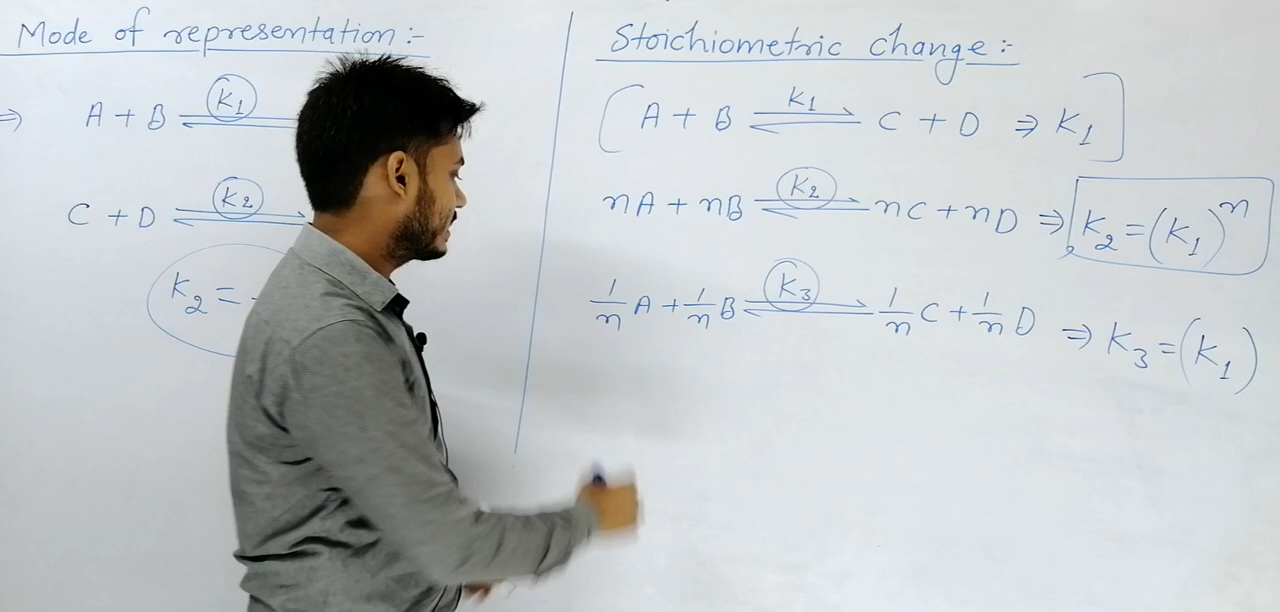 Mode of representation :-
⇒ A + B ⇌ K1
C + D ⇌ K2
K2 =
Stoichiometric change :-
[A + B ⇌ K1 C + D ⇒ K1]
nA + nB ⇌ K2 nC + nD ⇒ K2 = (K1)^n
1/n A + 1/n B ⇌ K3 1/n C + 1/n D ⇒ K3 = (K1)